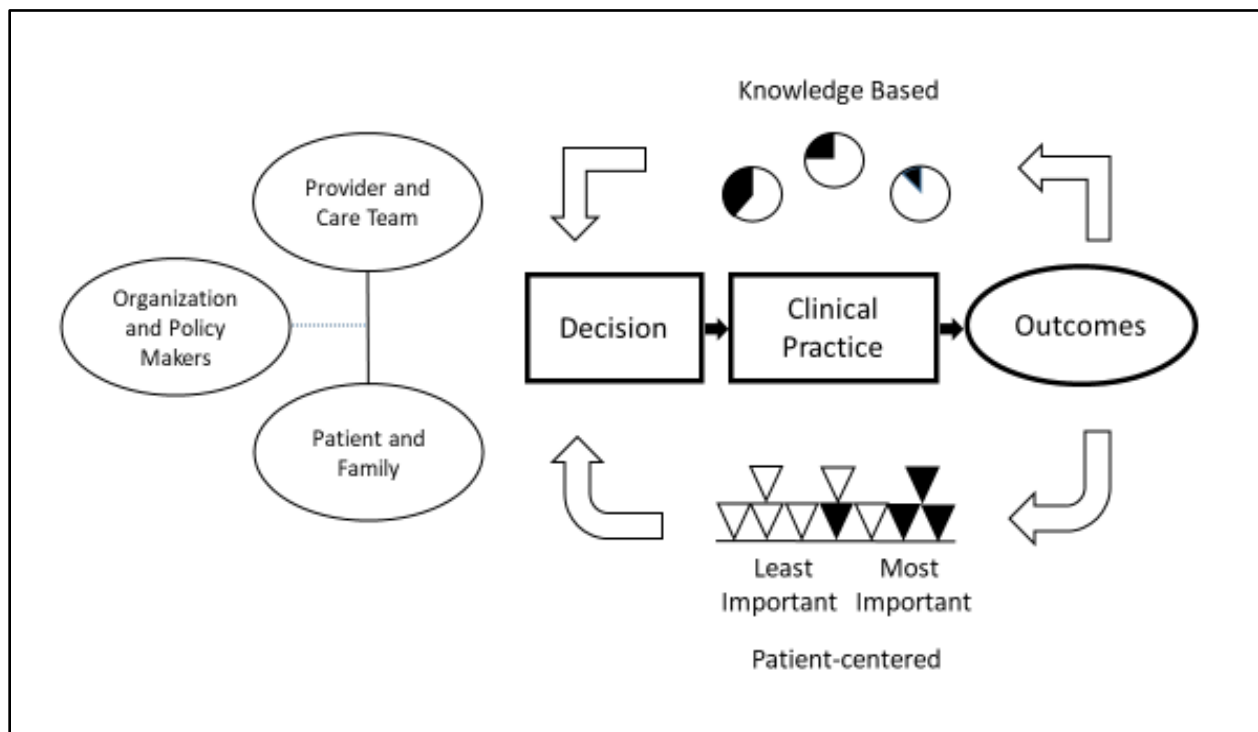 Knowledge Based
Provider and
Care Team
Organization
and Policy
Makers
Patient and
Family
Decision
Clinical
Practice
Outcomes
Least
Important
Most
Important
Patient-centered